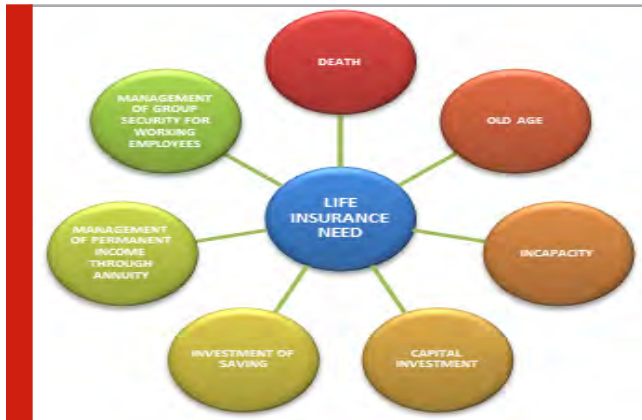 DEATH
OLD AGE
INCAPACITY
CAPITAL
INVESTMENT
INVESTMENT OF
SAVING
MANAGEMENT
OF PERMANENT
INCOME
THROUGH
ANNUITY
MANAGEMENT
OF GROUP
SECURITY FOR
WORKING
EMPLOYEES
LIFE
INSURANCE
NEED